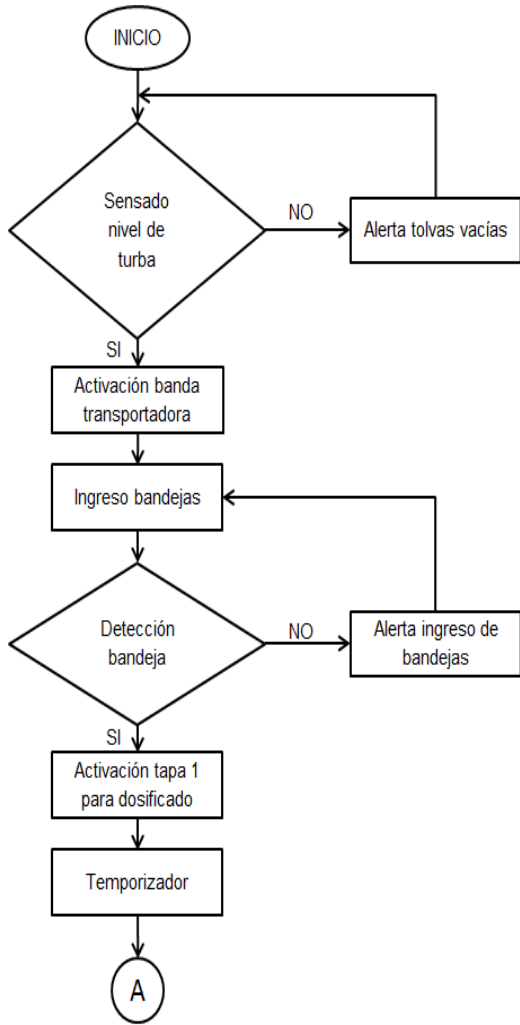 INICIO
Sensado
nivel de
turba
NO
Alerta tolvas vacías
SI
Activación banda
transportadora
Ingreso bandejas
Detección
bandeja
NO
Alerta ingreso de
bandejas
SI
Activación tapa 1
para dosificado
Temporizador
A